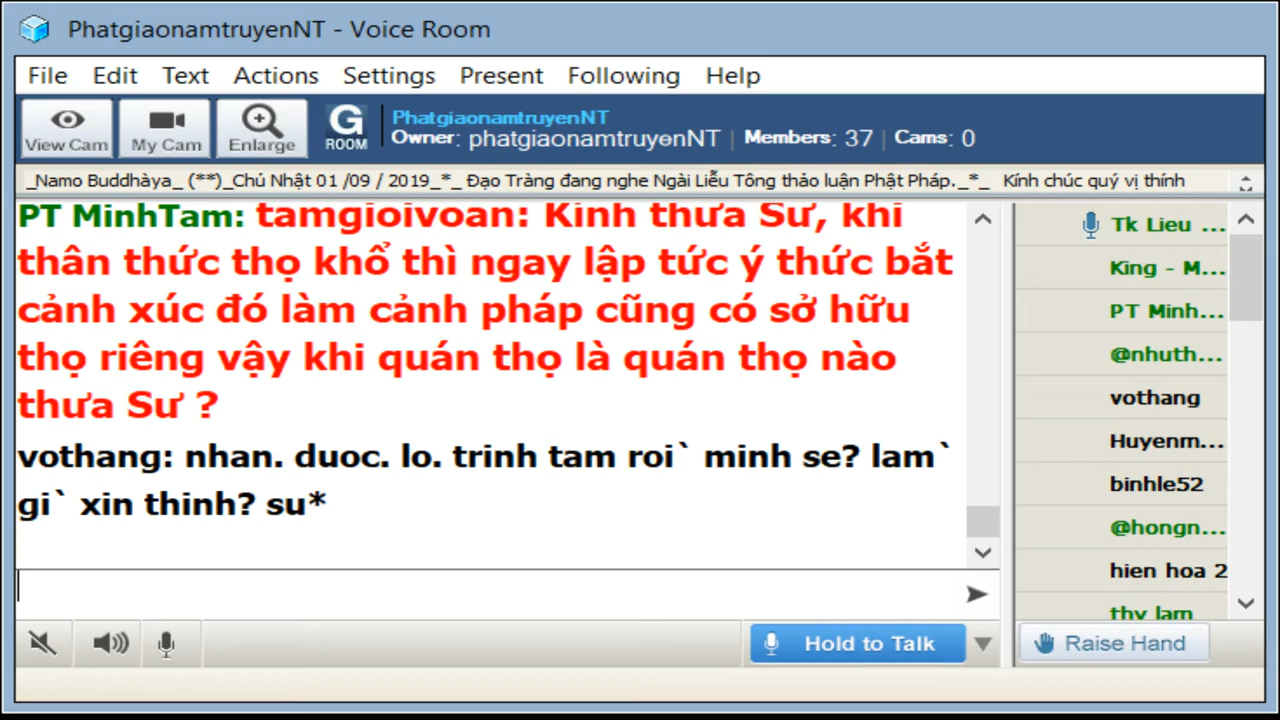 PhatgiaonamtruyenNT - Voice Room
File Edit Text Actions Settings Present Following Help
View Cam My Cam Enlarge G ROOM
PhatgiaonamtruyenNT
Owner: phatgiaonamtruyenNT | Members: 37 | Cams: 0
_Namo Buddhàya_ (**)_Chủ Nhật 01 /09 / 2019_*_ Đạo Tràng đang nghe Ngài Liễu Tông thảo luận Phật Pháp._*_ Kính chúc quý vị thính
PT MinhTam: tamgioivoan: Kính thưa Sư, khi
thân thức thọ khổ thì ngay lập tức ý thức bắt
cảnh xúc đó làm cảnh pháp cũng có sở hữu
thọ riêng vậy khi quán thọ là quán thọ nào
thưa Sư ?
vothang: nhan. duoc. lo. trinh tam roi` minh se? lam`
gi` xin thinh? su*
Tk Lieu ...
King - M...
PT Minh...
@nhuth...
vothang
Huyenm...
binhle52
@hongn...
hien hoa 2
thy lam
Hold to Talk
Raise Hand